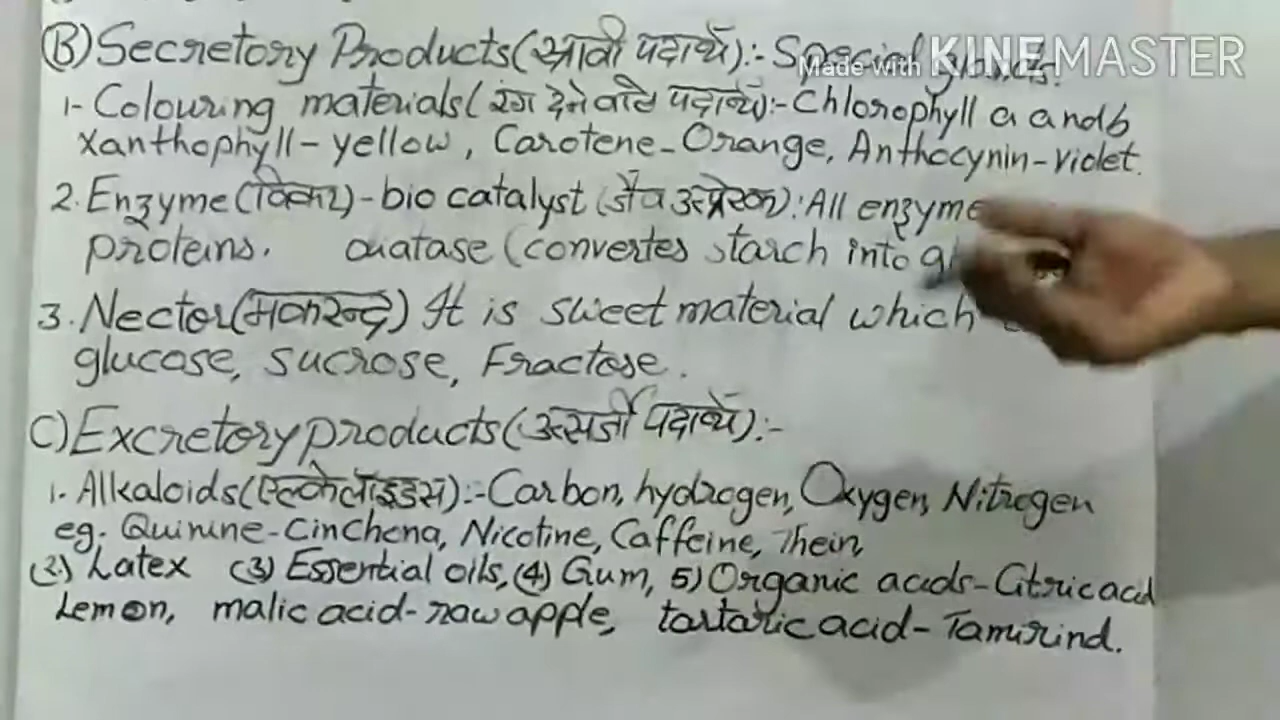 (B) Secretory Products (स्रावी पदार्थ):- Special glands.
Made with KINEMASTER
1- Colouring materials (रंग देने वाले पदार्थ):- Chlorophyll a and b
Xanthophyll - yellow, Carotene - Orange, Anthocynin - violet.
2. Enzyme (विकर) - bio catalyst (जैव उत्प्रेरक): All enzyme
proteins. (convertes starch into
3. Nector (मकरन्द) It is sweet material which
glucose, sucrose, Fractose.
C) Excretory products (उत्सर्जी पदार्थ):-
1. Alkaloids (एल्केलॉइडस):- Carbon, hydrogen, Oxygen, Nitrogen
eg. Quinine - Cinchona, Nicotine, Caffeine, Thein,
(2) Latex (3) Essential oils, (4) Gum, 5) Organic acids - Citric acid
Lemon, malic acid - raw apple, tartaric acid - Tamirind.